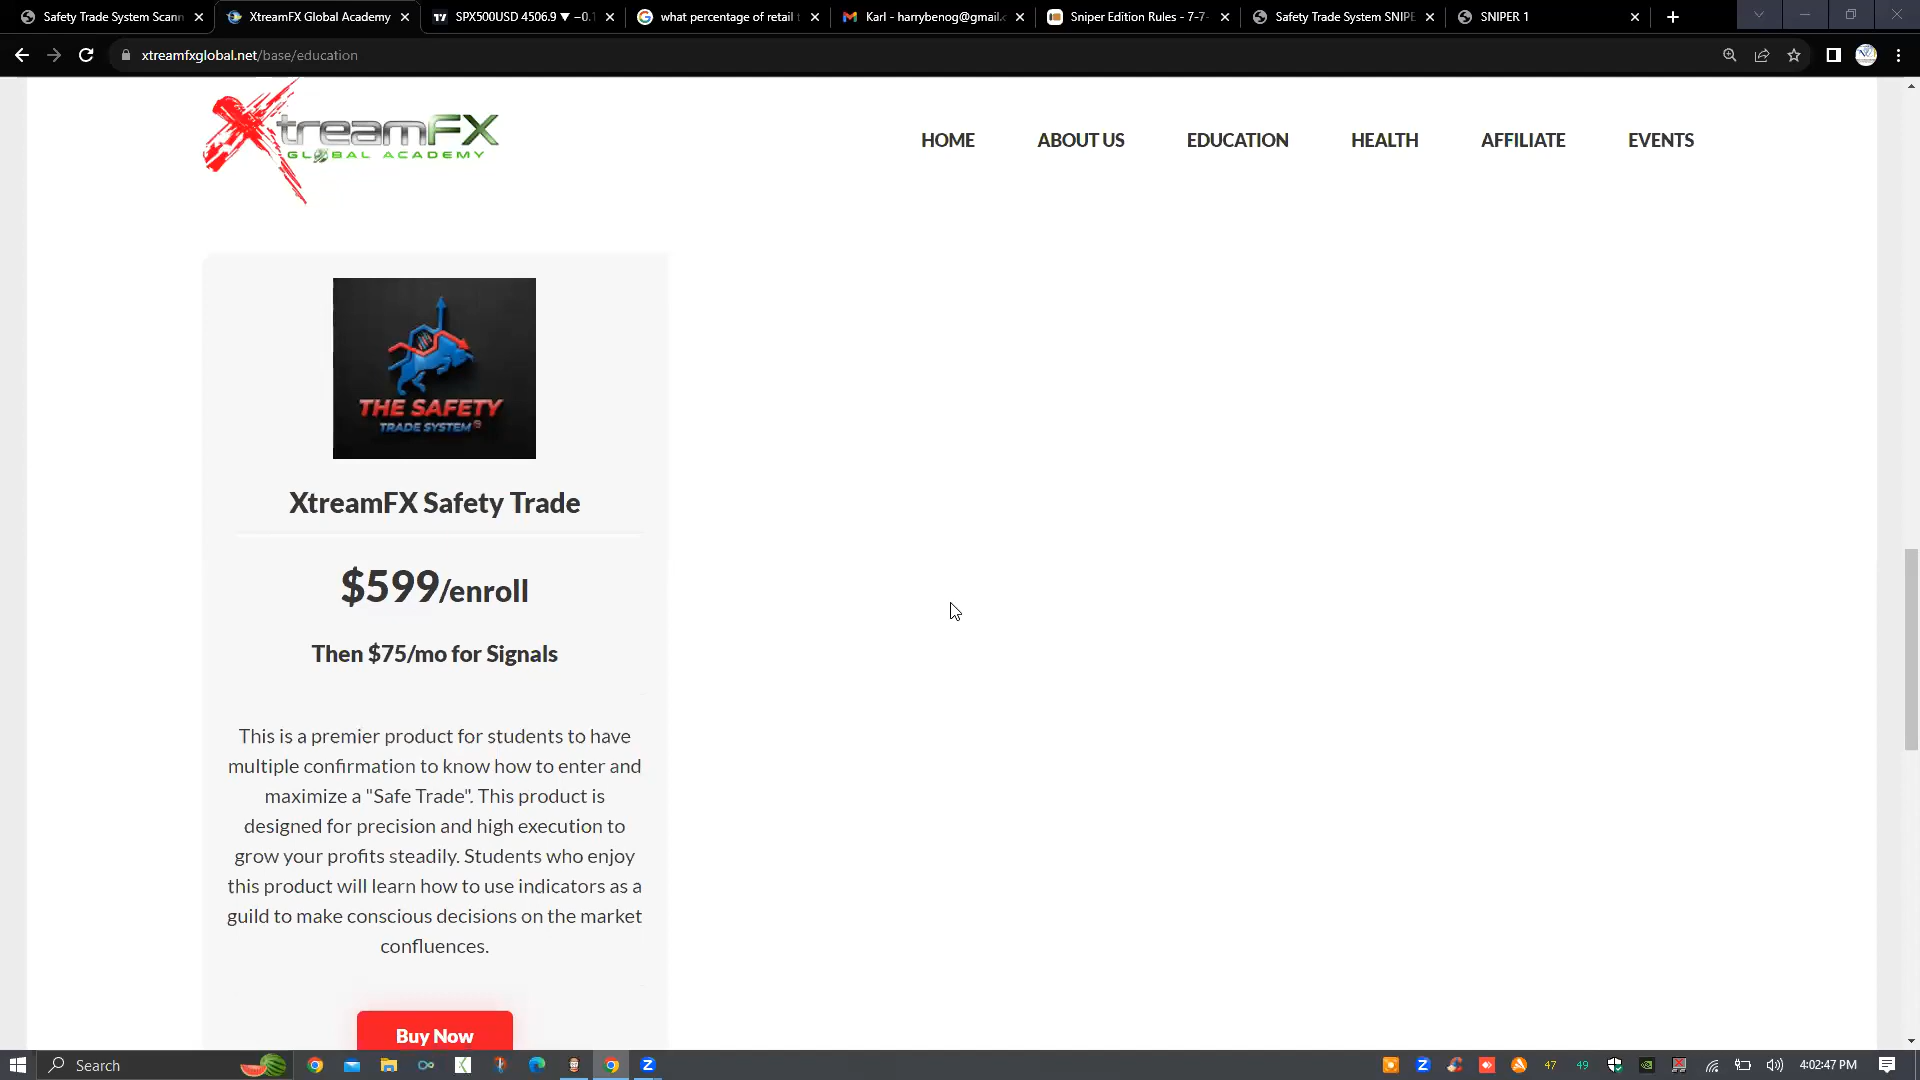 Safety Trade System Scann
XtreamFX Global Academy
SPX500USD 4506.9 ▼ −0.
what percentage of retail
Karl - harrybenog@gmail.c
Sniper Edition Rules - 7-7-
Safety Trade System SNIPE
SNIPER 1
xtreamfxglobal.net/base/education
XtreamFX
GLOBAL ACADEMY
HOME
ABOUT US
EDUCATION
HEALTH
AFFILIATE
EVENTS
THE SAFETY
TRADE SYSTEM
XtreamFX Safety Trade
$599/enroll
Then $75/mo for Signals
This is a premier product for students to have
multiple confirmation to know how to enter and
maximize a "Safe Trade". This product is
designed for precision and high execution to
grow your profits steadily. Students who enjoy
this product will learn how to use indicators as a
guild to make conscious decisions on the market
confluences.
Buy Now
Search
47
49
4:02:47 PM